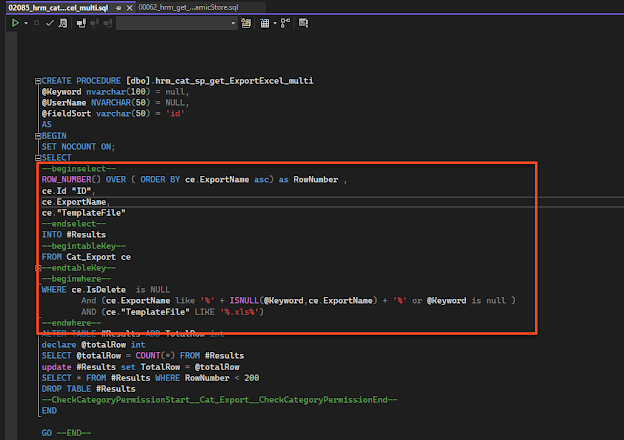 02085_hrm_cat...cel_multi.sql
00062_hrm_get_...amicStore.sql
CREATE PROCEDURE [dbo].hrm_cat_sp_get_ExportExcel_multi
@Keyword nvarchar(100) = null,
@UserName NVARCHAR(50) = NULL,
@fieldSort varchar(50) = 'id'
AS
BEGIN
SET NOCOUNT ON;
SELECT
--beginselect--
ROW_NUMBER() OVER ( ORDER BY ce.ExportName asc) as RowNumber ,
ce.Id "ID",
ce.ExportName,
ce."TemplateFile"
--endselect--
INTO #Results
--begintableKey--
FROM Cat_Export ce
--endtableKey--
--beginwhere--
WHERE ce.IsDelete is NULL
And (ce.ExportName like '%' + ISNULL(@Keyword,ce.ExportName) + '%' or @Keyword is null )
AND (ce."TemplateFile" LIKE '%.xls%')
--endwhere--
ALTER TABLE #Results ADD TotalRow int
declare @totalRow int
SELECT @totalRow = COUNT(*) FROM #Results
update #Results set TotalRow = @totalRow
SELECT * FROM #Results WHERE RowNumber < 200
DROP TABLE #Results
--CheckCategoryPermissionStart__Cat_Export__CheckCategoryPermissionEnd--
END
GO --END--